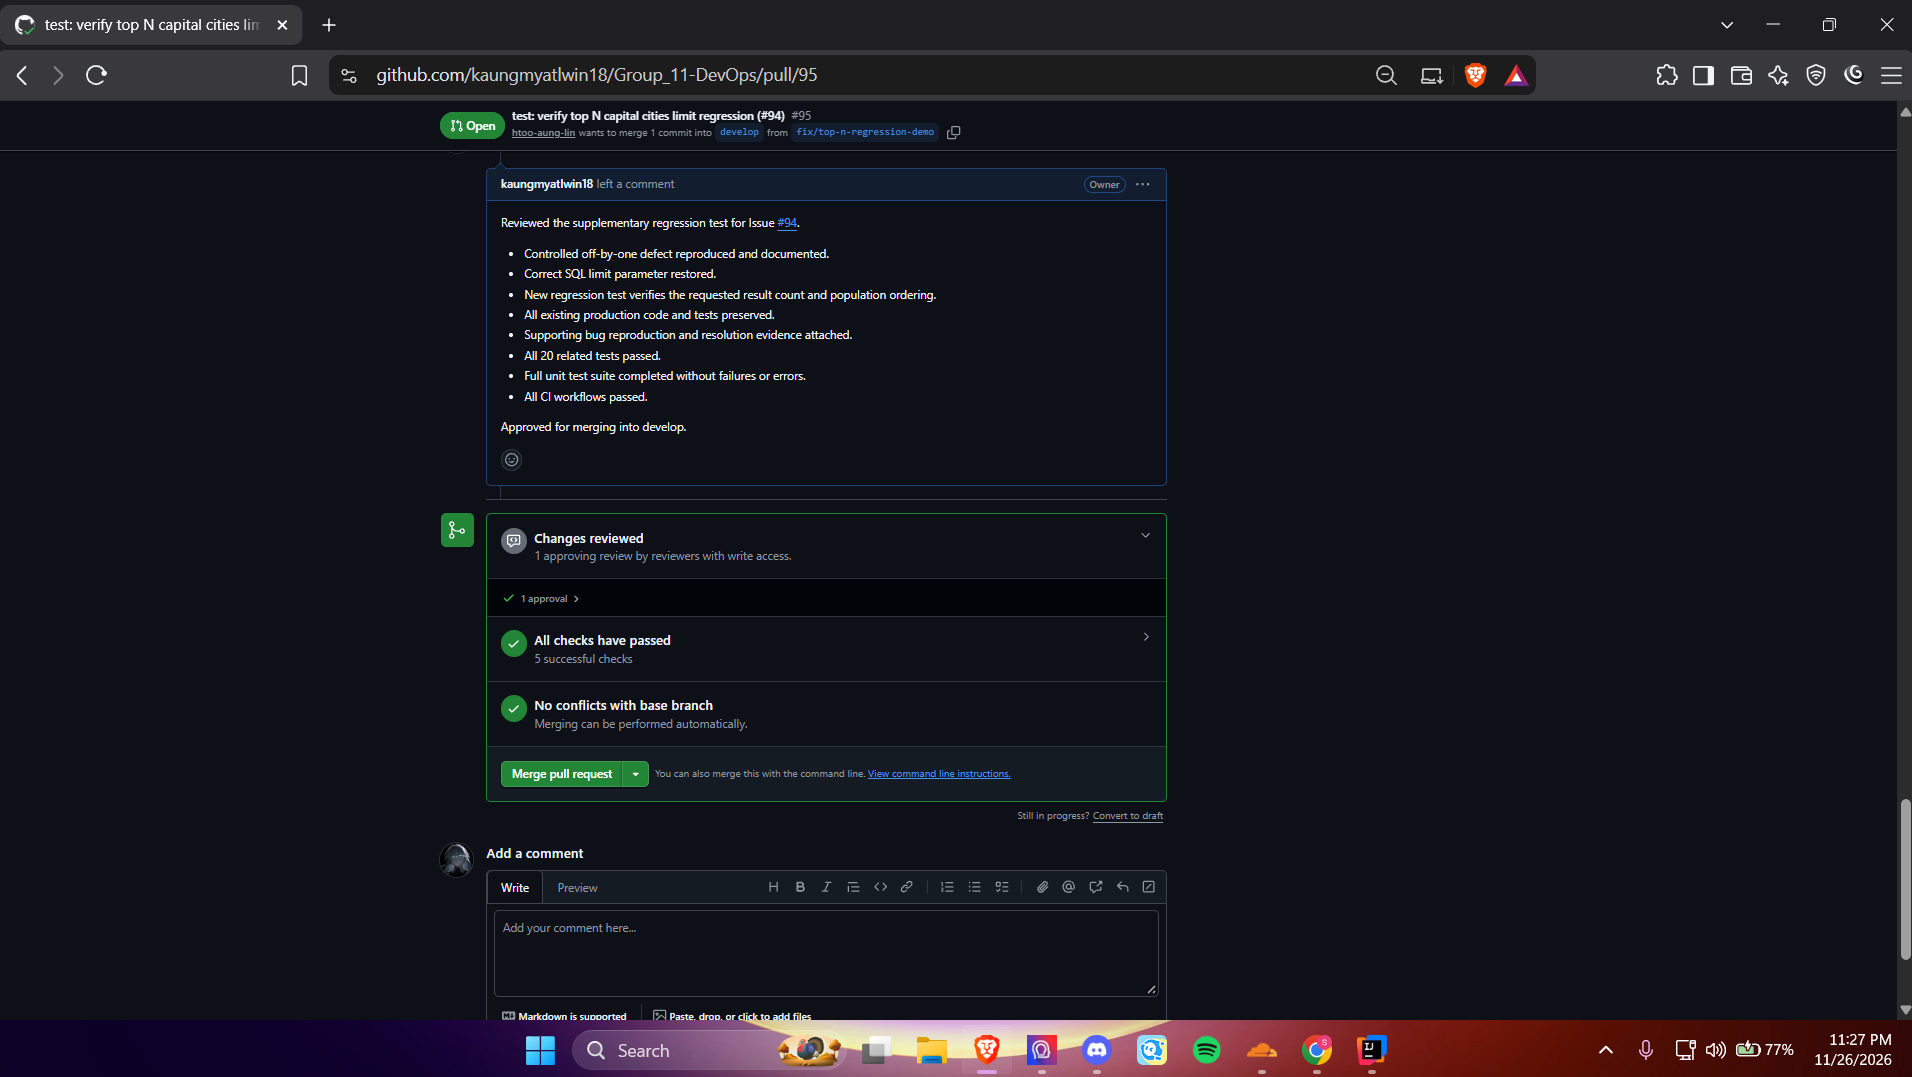 test: verify top N capital cities lin
github.com/kaungmyatlwin18/Group_11-DevOps/pull/95
Open
test: verify top N capital cities limit regression (#94) #95
htoo-aung-lin wants to merge 1 commit into develop from fix/top-n-regression-demo
kaungmyatlwin18 left a comment
Owner
Reviewed the supplementary regression test for Issue #94.
• Controlled off-by-one defect reproduced and documented.
• Correct SQL limit parameter restored.
• New regression test verifies the requested result count and population ordering.
• All existing production code and tests preserved.
• Supporting bug reproduction and resolution evidence attached.
• All 20 related tests passed.
• Full unit test suite completed without failures or errors.
• All CI workflows passed.
Approved for merging into develop.
Changes reviewed
1 approving review by reviewers with write access.
1 approval
All checks have passed
5 successful checks
No conflicts with base branch
Merging can be performed automatically.
Merge pull request
You can also merge this with the command line. View command line instructions.
Still in progress? Convert to draft
Add a comment
Write
Preview
Add your comment here...
Markdown is supported
Paste, drop, or click to add files
Search
77%
11:27 PM
11/26/2026